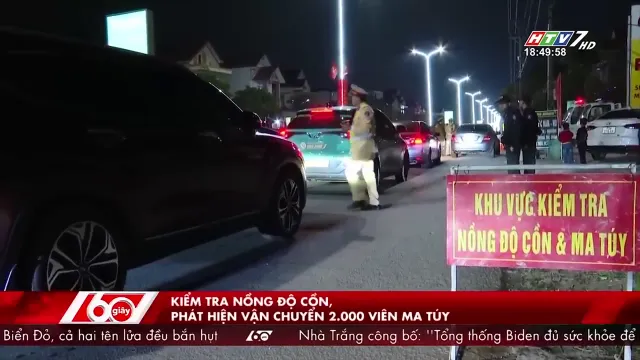 HTV7 HD
18:49:58
KHU VỰC KIỂM TRA
NỒNG ĐỘ CỒN & MA TÚY
60 giây
KIỂM TRA NỒNG ĐỘ CỒN,
PHÁT HIỆN VẬN CHUYỂN 2.000 VIÊN MA TÚY
Biển Đỏ, cả hai tên lửa đều bắn hụt 60 Nhà Trắng công bố: ''Tổng thống Biden đủ sức khỏe để